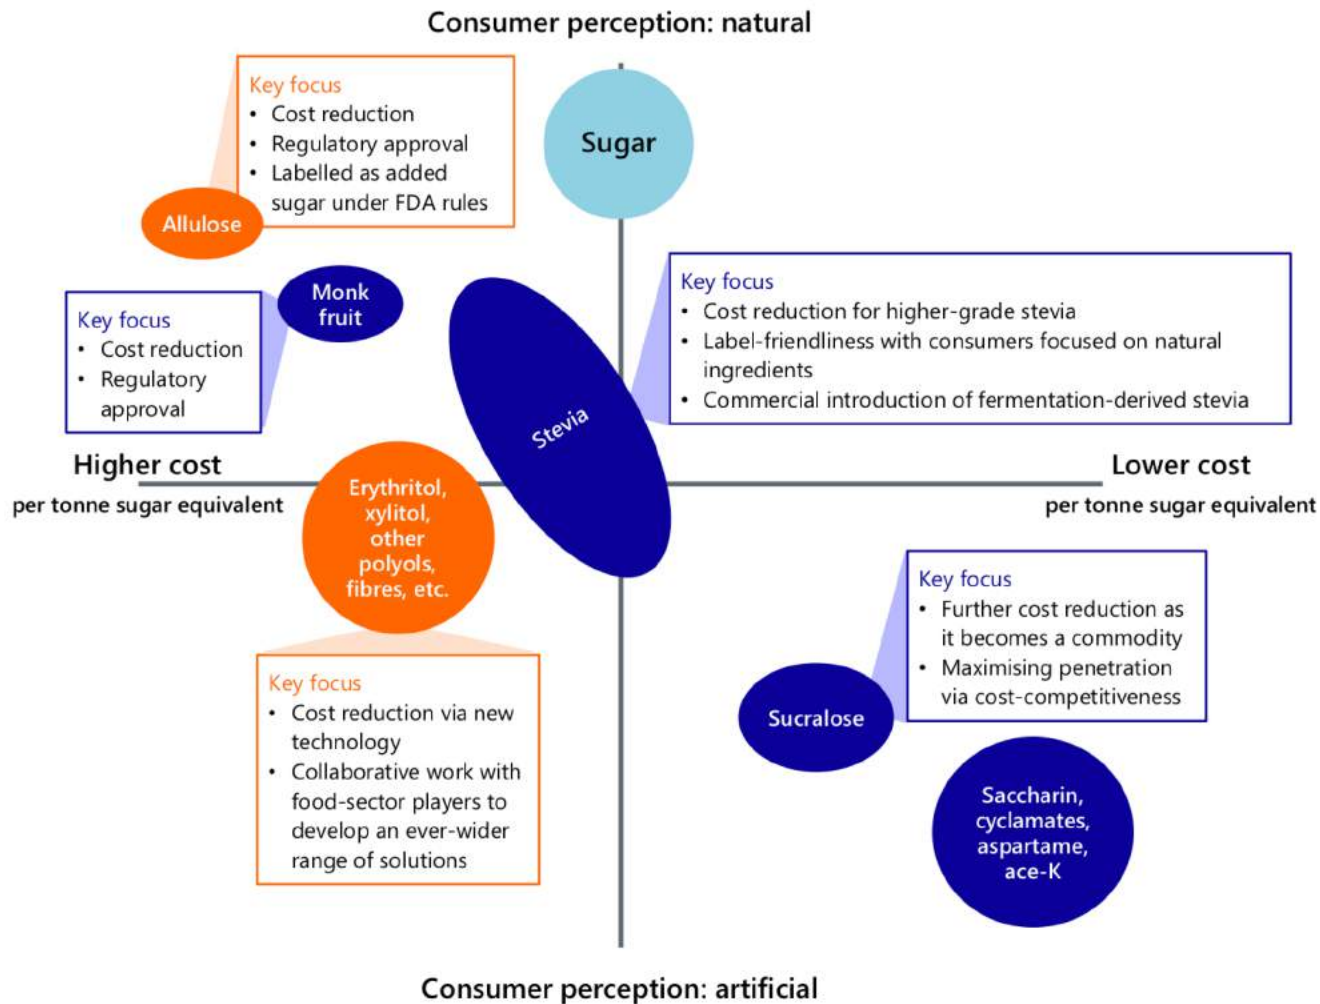 Consumer perception: natural
Key focus
• Cost reduction
• Regulatory approval
• Labelled as added
sugar under FDA rules
Sugar
Allulose
Monk
fruit
Key focus
• Cost reduction
• Regulatory
approval
Key focus
• Cost reduction for higher-grade stevia
• Label-friendliness with consumers focused on natural
ingredients
• Commercial introduction of fermentation-derived stevia
Stevia
Higher cost
per tonne sugar equivalent
Lower cost
per tonne sugar equivalent
Erythritol,
xylitol,
other
polyols,
fibres, etc.
Key focus
• Cost reduction via new
technology
• Collaborative work with
food-sector players to
develop an ever-wider
range of solutions
Key focus
• Further cost reduction as
it becomes a commodity
• Maximising penetration
via cost-competitiveness
Sucralose
Saccharin,
cyclamates,
aspartame,
ace-K
Consumer perception: artificial